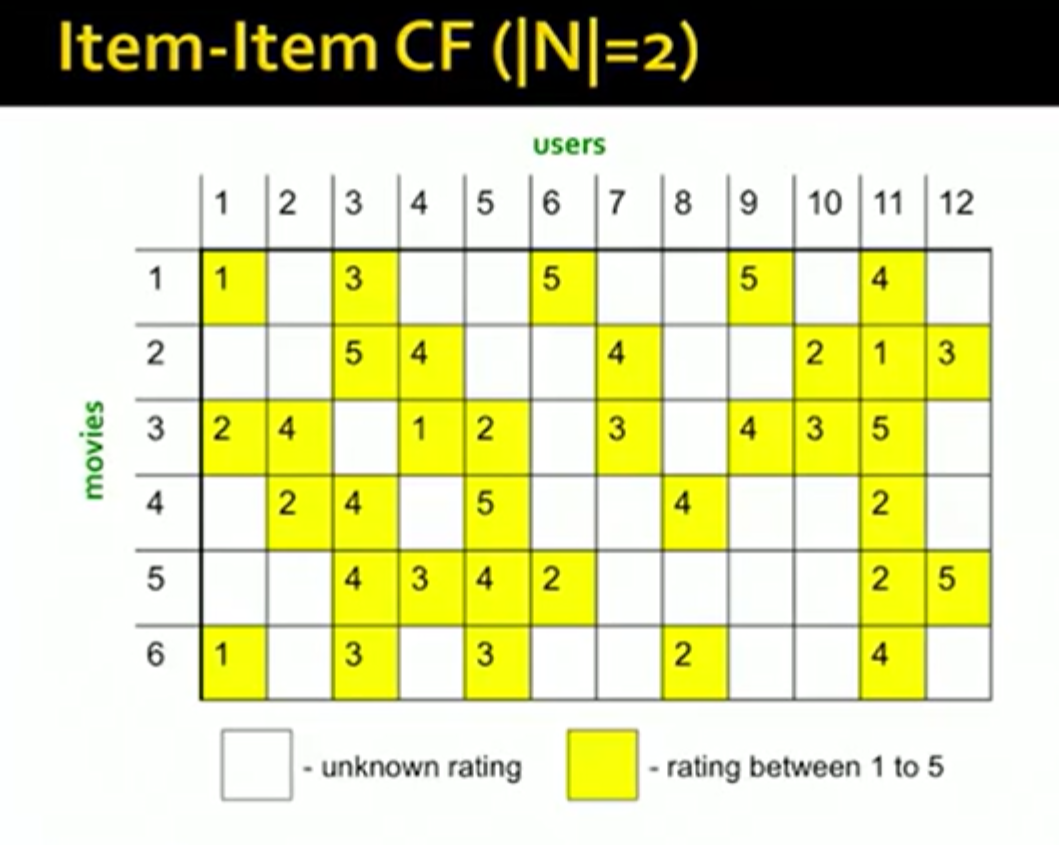 Item-Item CF (|N|=2)
users
1 2 3 4 5 6 7 8 9 10 11 12
movies
1 1 3 5 5 4
2 5 4 4 2 1 3
3 2 4 1 2 3 4 3 5
4 2 4 5 4 2
5 4 3 4 2 2 5
6 1 3 3 2 4
- unknown rating - rating between 1 to 5